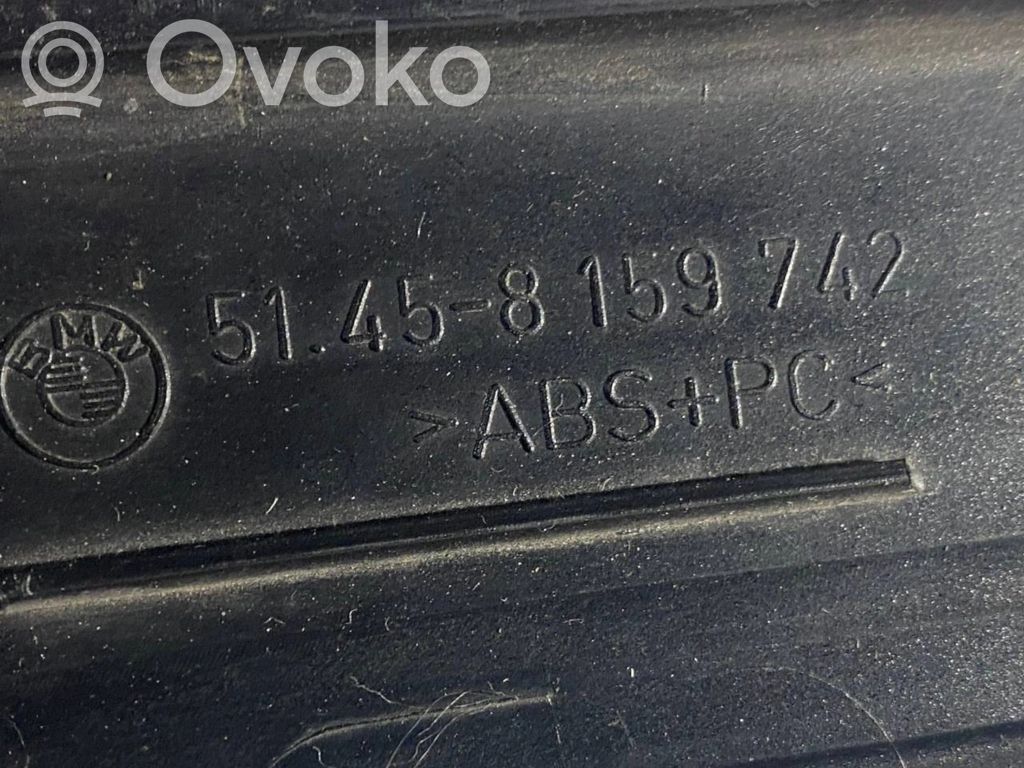 Ovoko
51.45-8 159 742
BMW
>ABS+PC<